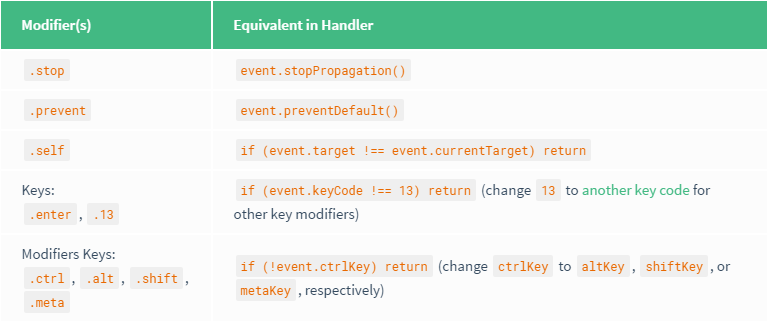 Modifier(s) Equivalent in Handler
.stop event.stopPropagation()
.prevent event.preventDefault()
.self if (event.target !== event.currentTarget) return
Keys:
.enter, .13
if (event.keyCode !== 13) return (change 13 to another key code for
other key modifiers)
Modifiers Keys:
.ctrl, .alt, .shift,
.meta
if (!event.ctrlKey) return (change ctrlKey to altKey, shiftKey, or
metaKey, respectively)